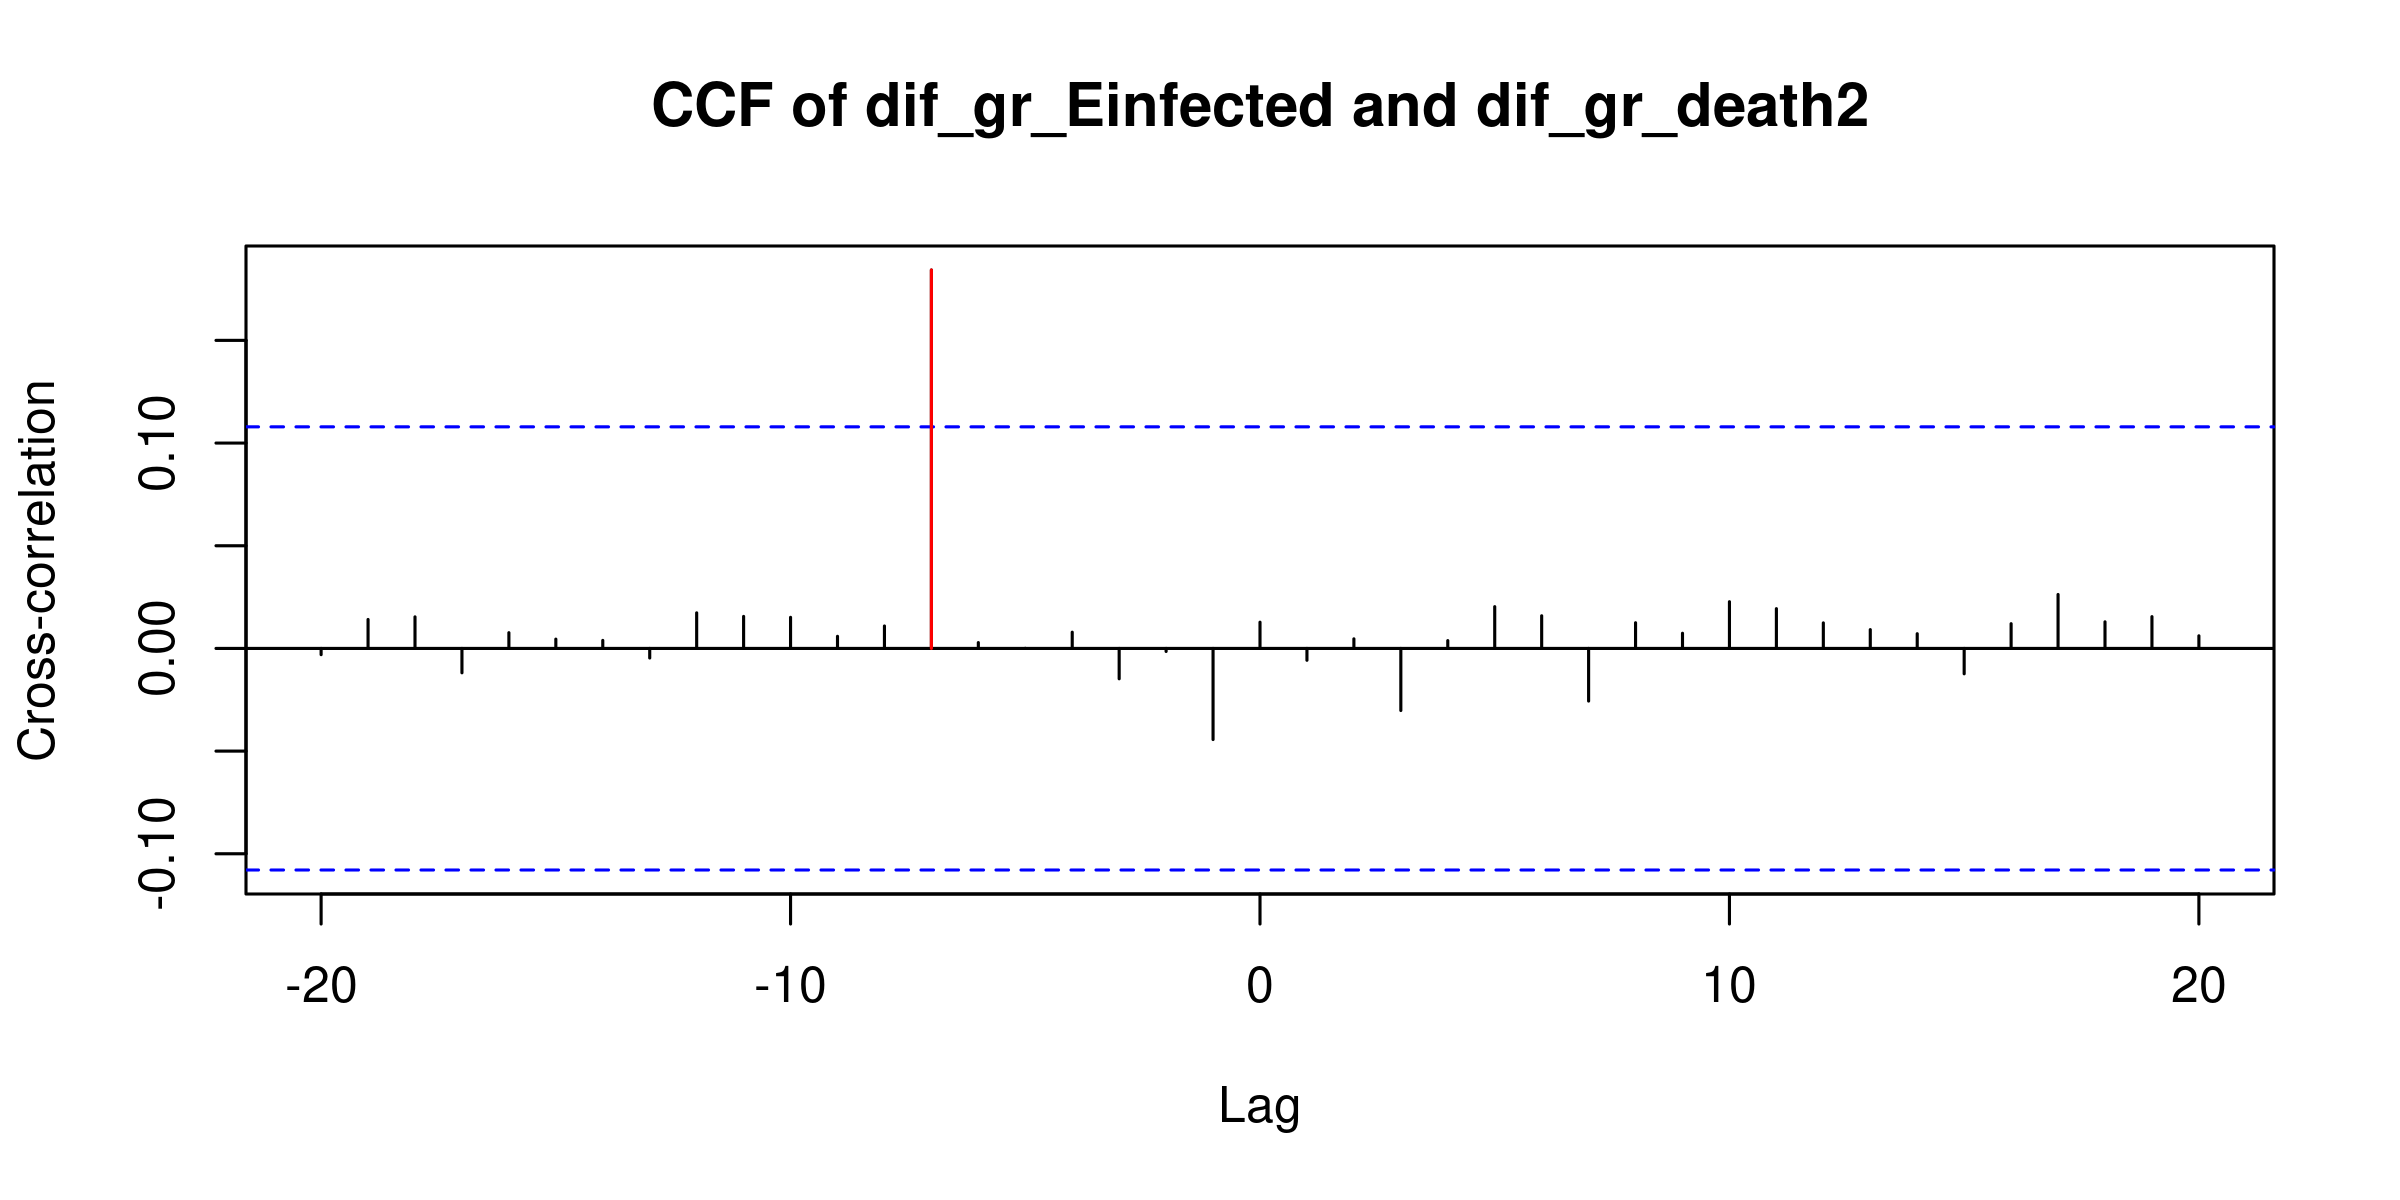 CCF of dif_gr_Einfected and dif_gr_death2
Cross-correlation
0.10
0.00
-0.10
-20 -10 0 10 20
Lag